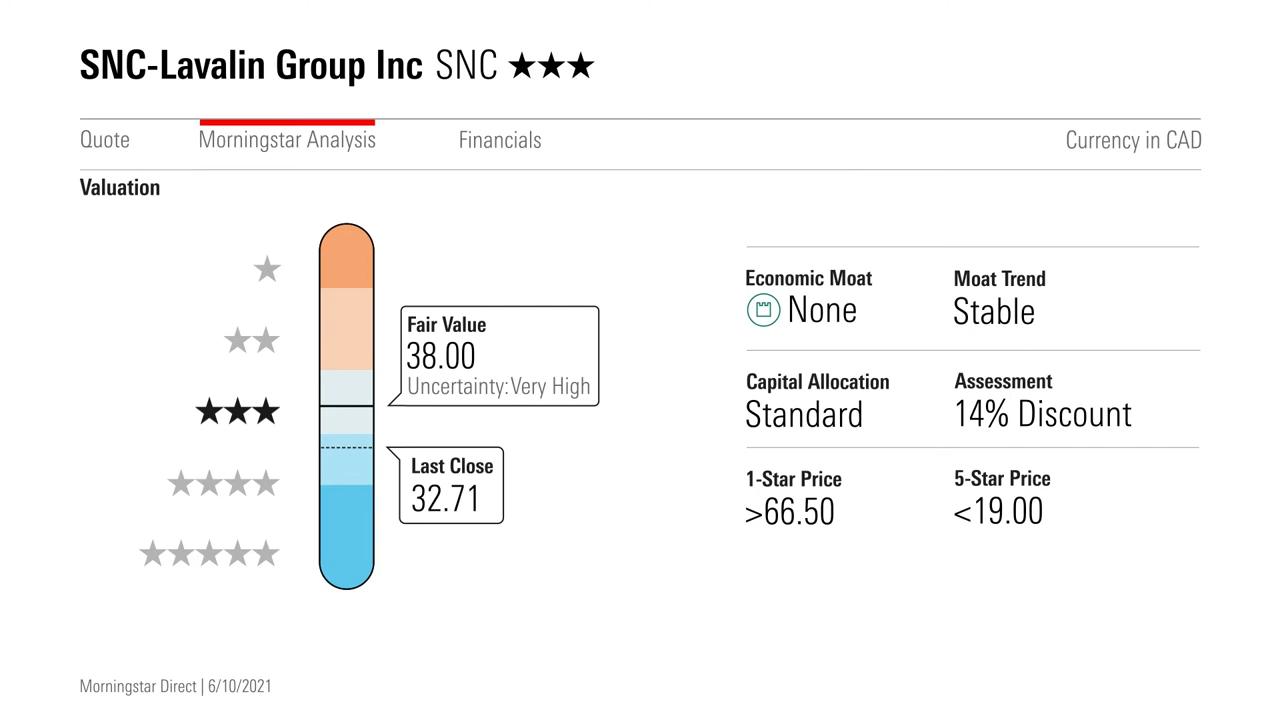 SNC-Lavalin Group Inc SNC ★★★
Quote Morningstar Analysis Financials Currency in CAD
Valuation
★
★★
★★★
★★★★
★★★★★
Fair Value
38.00
Uncertainty: Very High
Last Close
32.71
Economic Moat Moat Trend
None Stable
Capital Allocation Assessment
Standard 14% Discount
1-Star Price 5-Star Price
>66.50 <19.00
Morningstar Direct | 6/10/2021